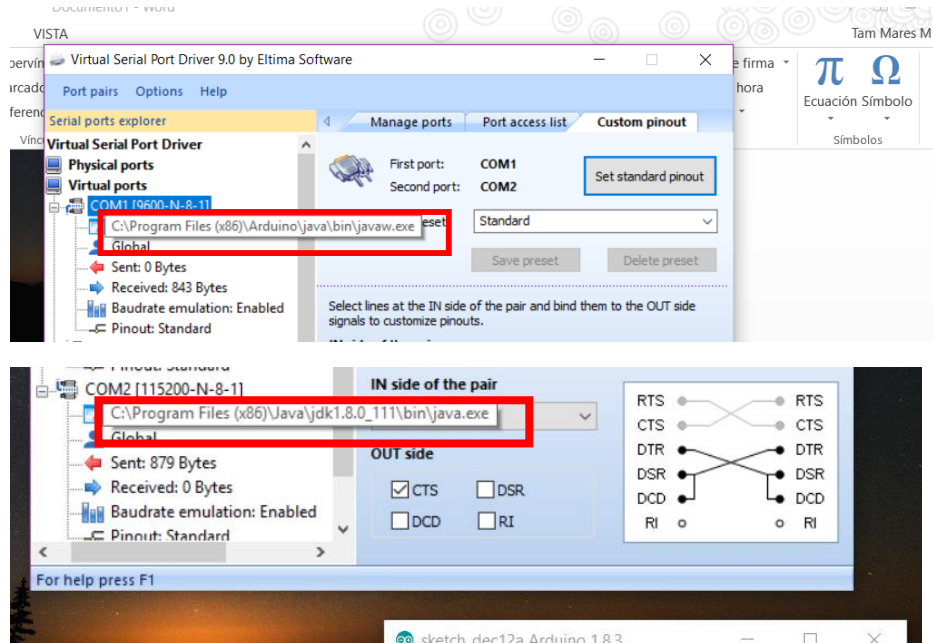 Documento1 - Word
VISTA
Tam Mares M
Virtual Serial Port Driver 9.0 by Eltima Software
e firma
hora
π Ω
Ecuación Símbolo
Símbolos
Port pairs Options Help
Serial ports explorer
Manage ports Port access list Custom pinout
Virtual Serial Port Driver
Physical ports
Virtual ports
COM1 [9600-N-8-1]
C:\Program Files (x86)\Arduino\java\bin\javaw.exe
Global
Sent: 0 Bytes
Received: 843 Bytes
Baudrate emulation: Enabled
Pinout: Standard
First port: COM1
Second port: COM2
Set standard pinout
Standard
Save preset Delete preset
Select lines at the IN side of the pair and bind them to the OUT side
signals to customize pinouts.
COM2 [115200-N-8-1]
C:\Program Files (x86)\Java\jdk1.8.0_111\bin\java.exe
Global
Sent: 879 Bytes
Received: 0 Bytes
Baudrate emulation: Enabled
Pinout: Standard
IN side of the pair
OUT side
CTS DSR
DCD RI
RTS RTS
CTS CTS
DTR DTR
DSR DSR
DCD DCD
RI RI
For help press F1
sketch_dec12a Arduino 1.8.3